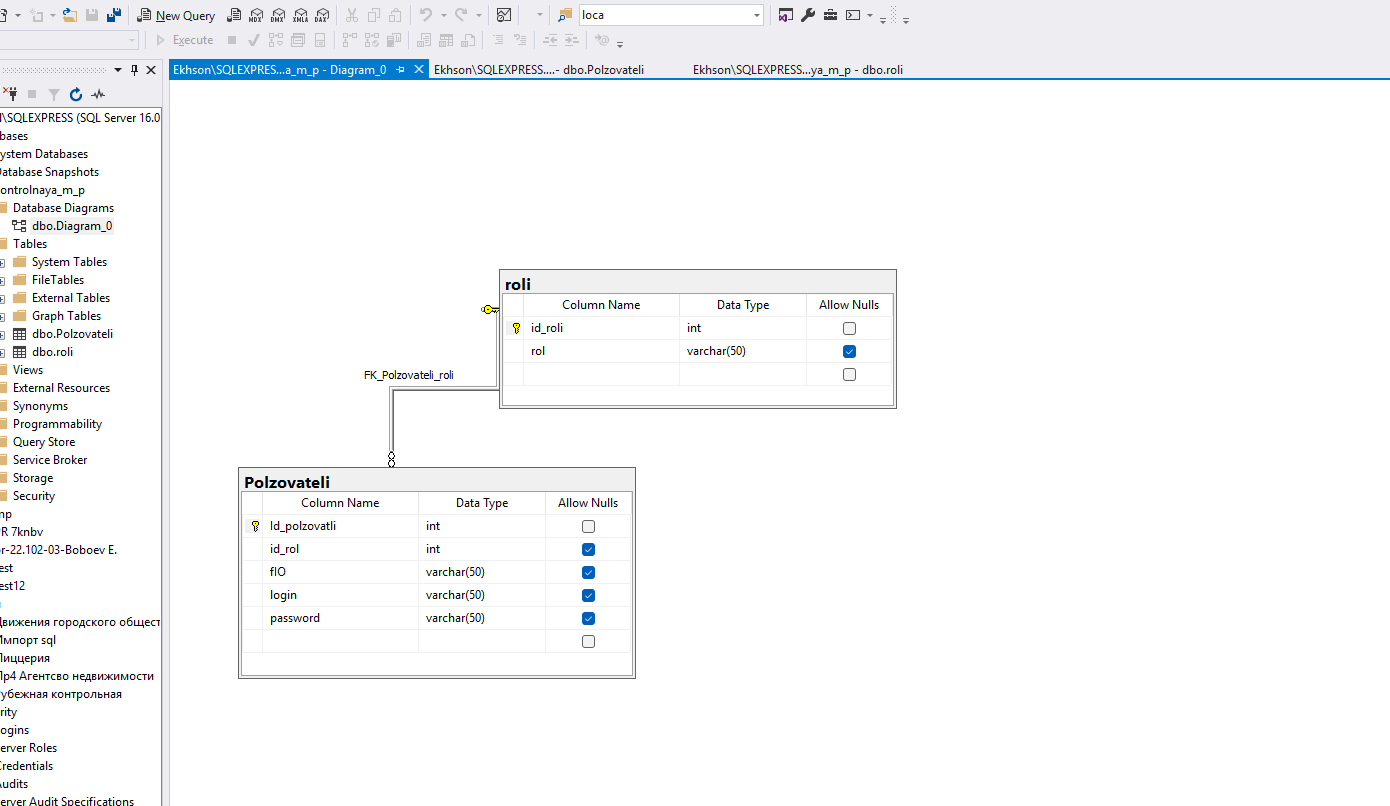 New Query MDX DMX XMLA DAX loca
Execute
Ekhson\SQLEXPRES...a_m_p - Diagram_0 Ekhson\SQLEXPRESS....- dbo.Polzovateli Ekhson\SQLEXPRESS...ya_m_p - dbo.roli
\SQLEXPRESS (SQL Server 16.0
bases
ystem Databases
Database Snapshots
ontrolnaya_m_p
Database Diagrams
dbo.Diagram_0
Tables
System Tables
FileTables
External Tables
Graph Tables
dbo.Polzovateli
dbo.roli
Views
External Resources
Synonyms
Programmability
Query Store
Service Broker
Storage
Security
mp
PR 7knbv
pr-22.102-03-Boboev E.
est
est12
Движения городского общест
Импорт sql
Пиццерия
Пр4 Агентсво недвижимости
Рубежная контрольная
rity
ogins
erver Roles
Credentials
Audits
erver Audit Specifications
roli
Column Name Data Type Allow Nulls
id_roli int
rol varchar(50)
FK_Polzovateli_roli
Polzovateli
Column Name Data Type Allow Nulls
Id_polzovatli int
id_rol int
fIO varchar(50)
login varchar(50)
password varchar(50)